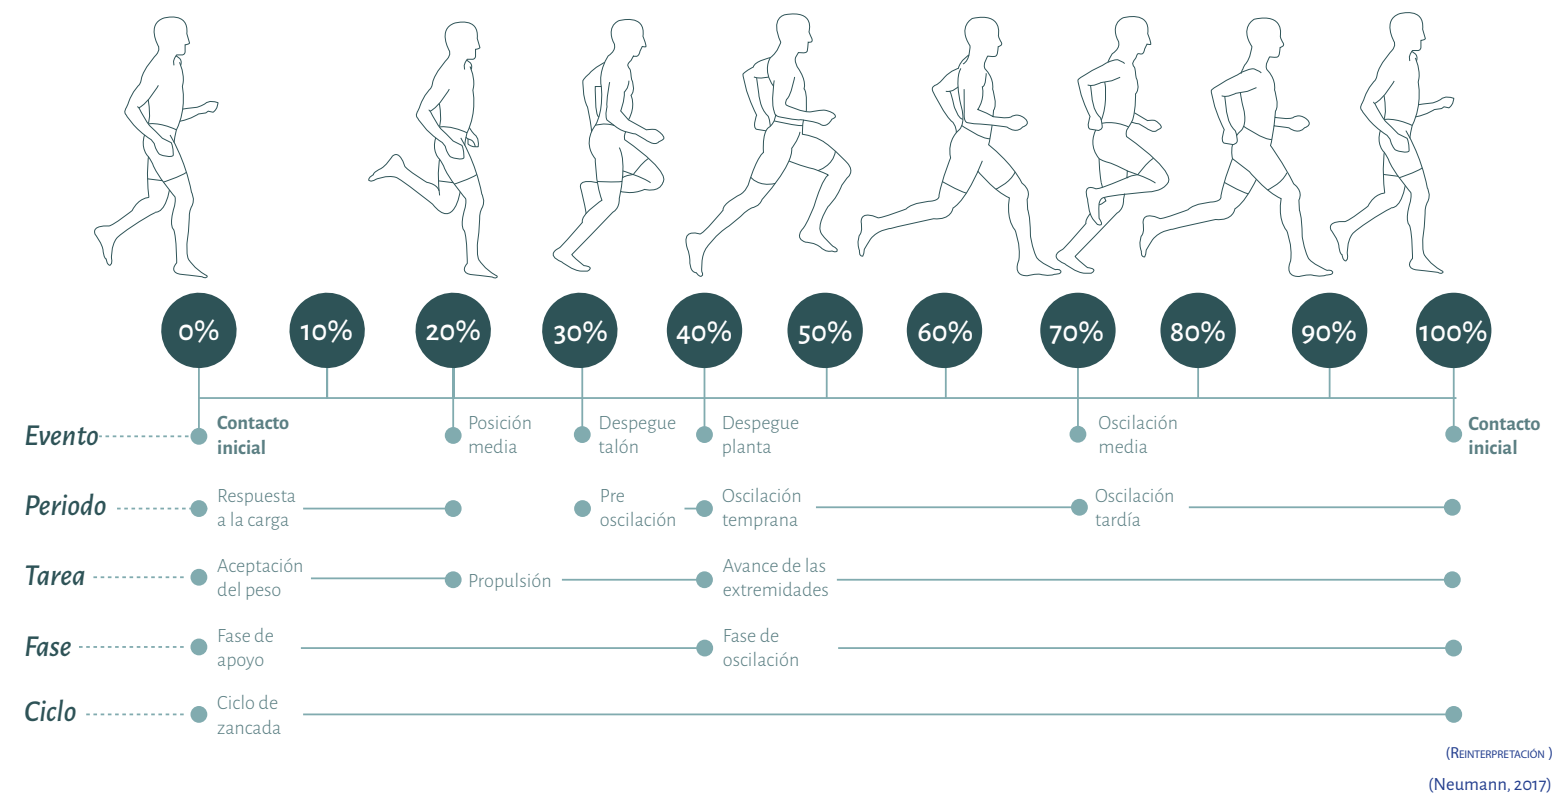 0% 10% 20% 30% 40% 50% 60% 70% 80% 90% 100%
Evento
Contacto
inicial
Posición
media
Despegue
talón
Despegue
planta
Oscilación
media
Contacto
inicial
Periodo
Respuesta
a la carga
Pre
oscilación
Oscilación
temprana
Oscilación
tardía
Tarea
Aceptación
del peso
Propulsión
Avance de las
extremidades
Fase
Fase de
apoyo
Fase de
oscilación
Ciclo
Ciclo de
zancada
(Reinterpretación )
(Neumann, 2017)